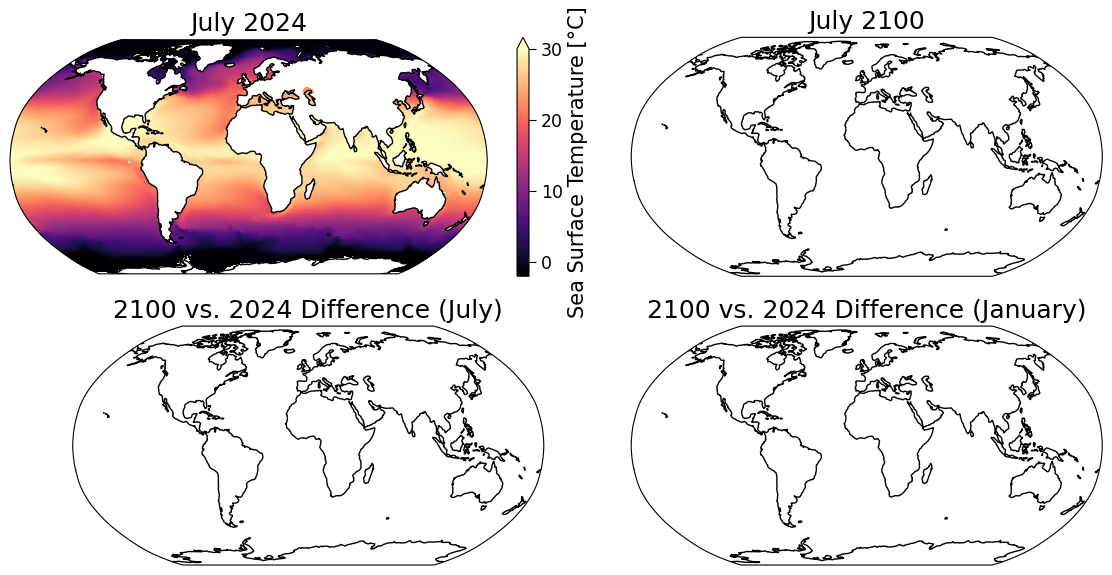 July 2024
July 2100
30
20
10
0
Sea Surface Temperature [°C]
2100 vs. 2024 Difference (July)
2100 vs. 2024 Difference (January)